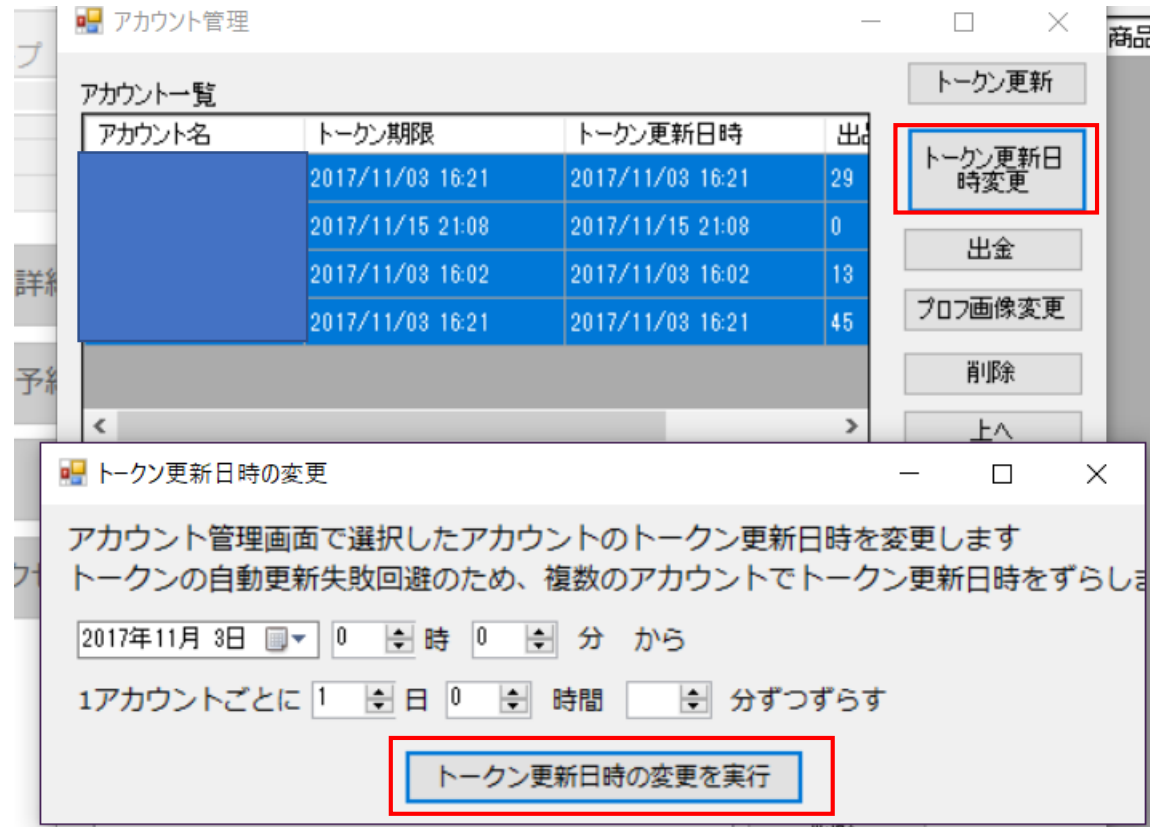 アカウント管理
商品
プ
アカウント一覧
トークン更新
アカウント名 トークン期限 トークン更新日時 出品
トークン更新日
時変更
2017/11/03 16:21 2017/11/03 16:21 29
2017/11/15 21:08 2017/11/15 21:08 0
出金
詳細
2017/11/03 16:02 2017/11/03 16:02 13
プロフ画像変更
2017/11/03 16:21 2017/11/03 16:21 45
予約
削除
上へ
トークン更新日時の変更
アカウント管理画面で選択したアカウントのトークン更新日時を変更します
トークンの自動更新失敗回避のため、複数のアカウントでトークン更新日時をずらしま
2017年11月 3日 0 時 0 分 から
1アカウントごとに 1 日 0 時間 分ずつずらす
トークン更新日時の変更を実行